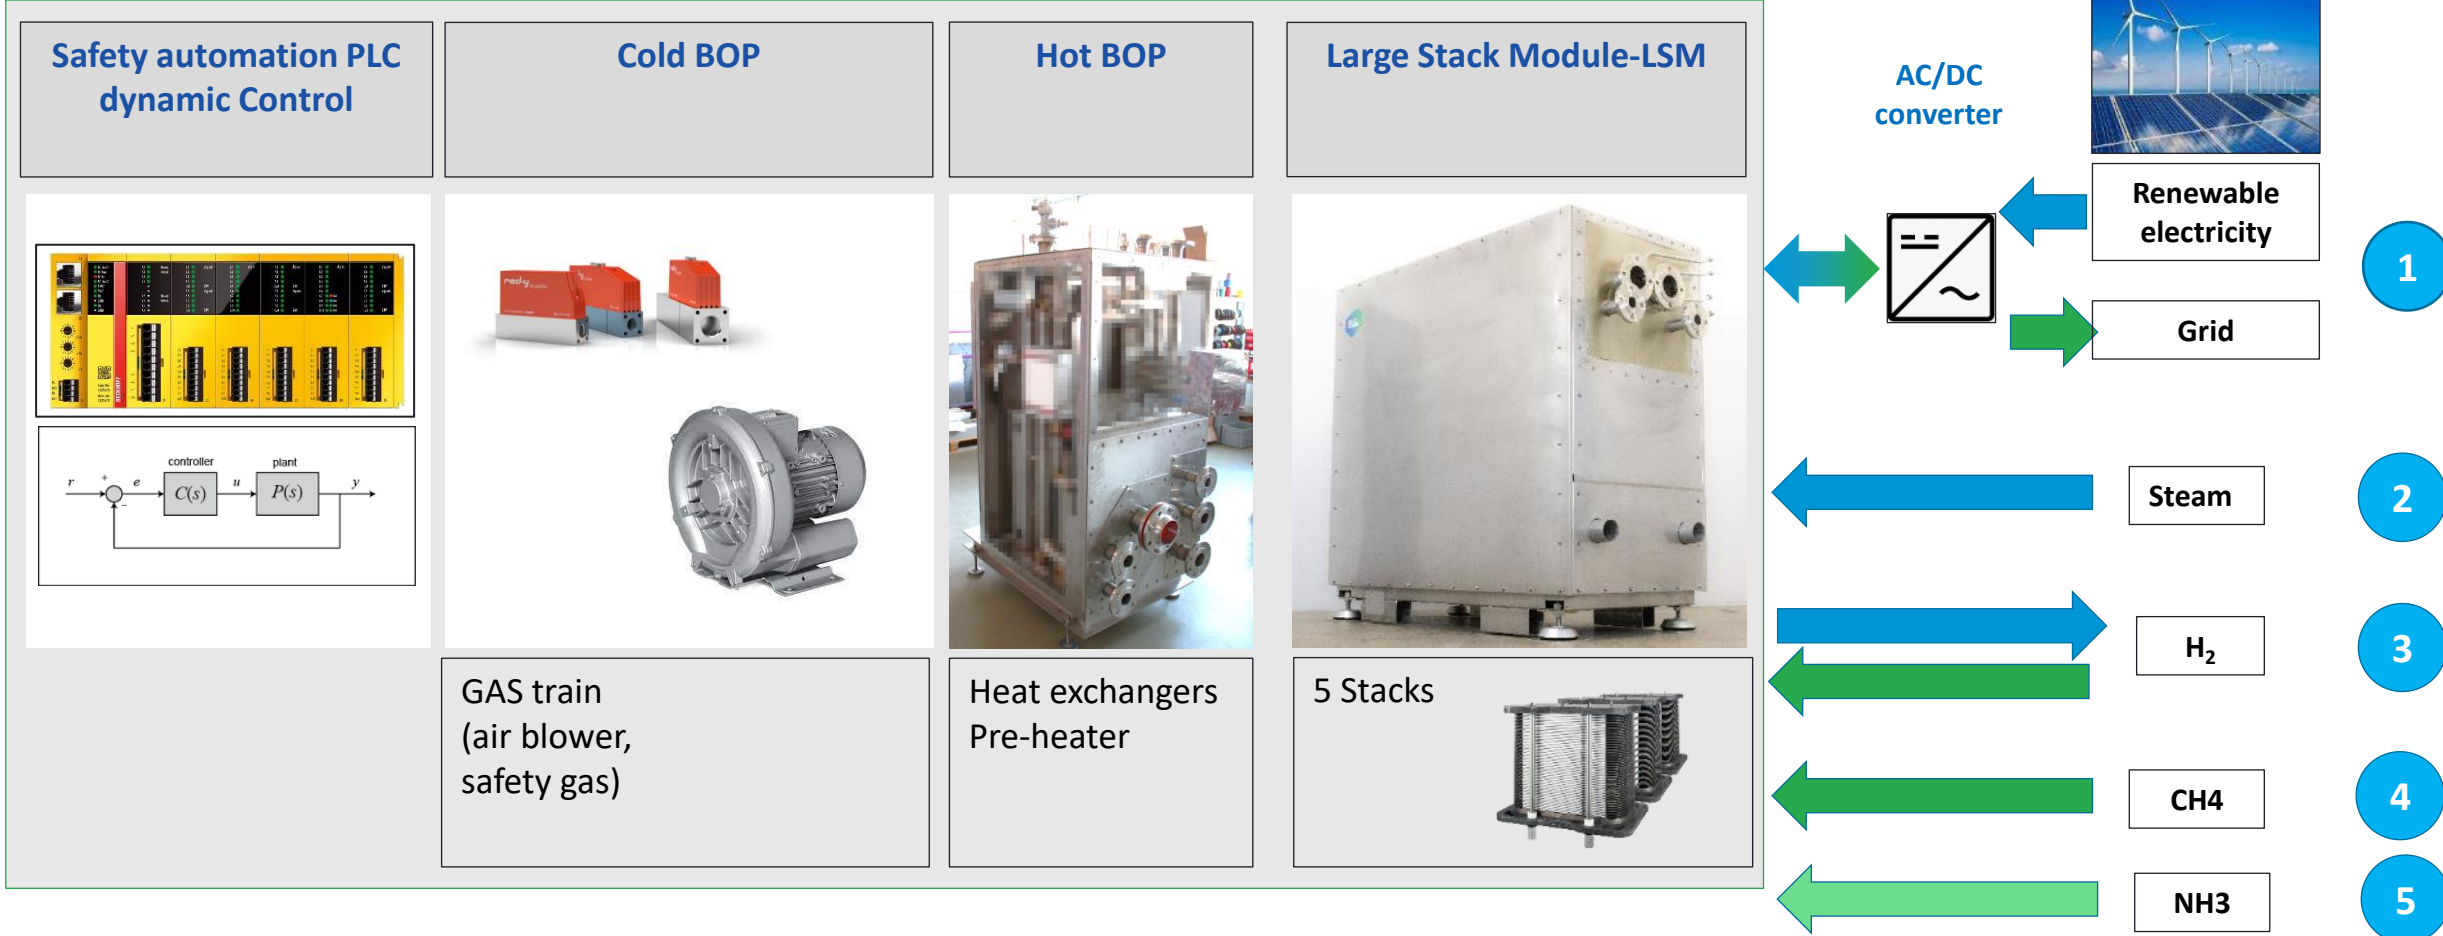 Safety automation PLC
dynamic Control
Cold BOP
Hot BOP
Large Stack Module-LSM
AC/DC
converter
Renewable
electricity
1
Grid
red-y
BECKHOFF
controller
plant
r
+
e
C(s)
u
P(s)
y
−
Steam
2
H₂
3
GAS train
(air blower,
safety gas)
Heat exchangers
Pre-heater
5 Stacks
CH4
4
NH3
5